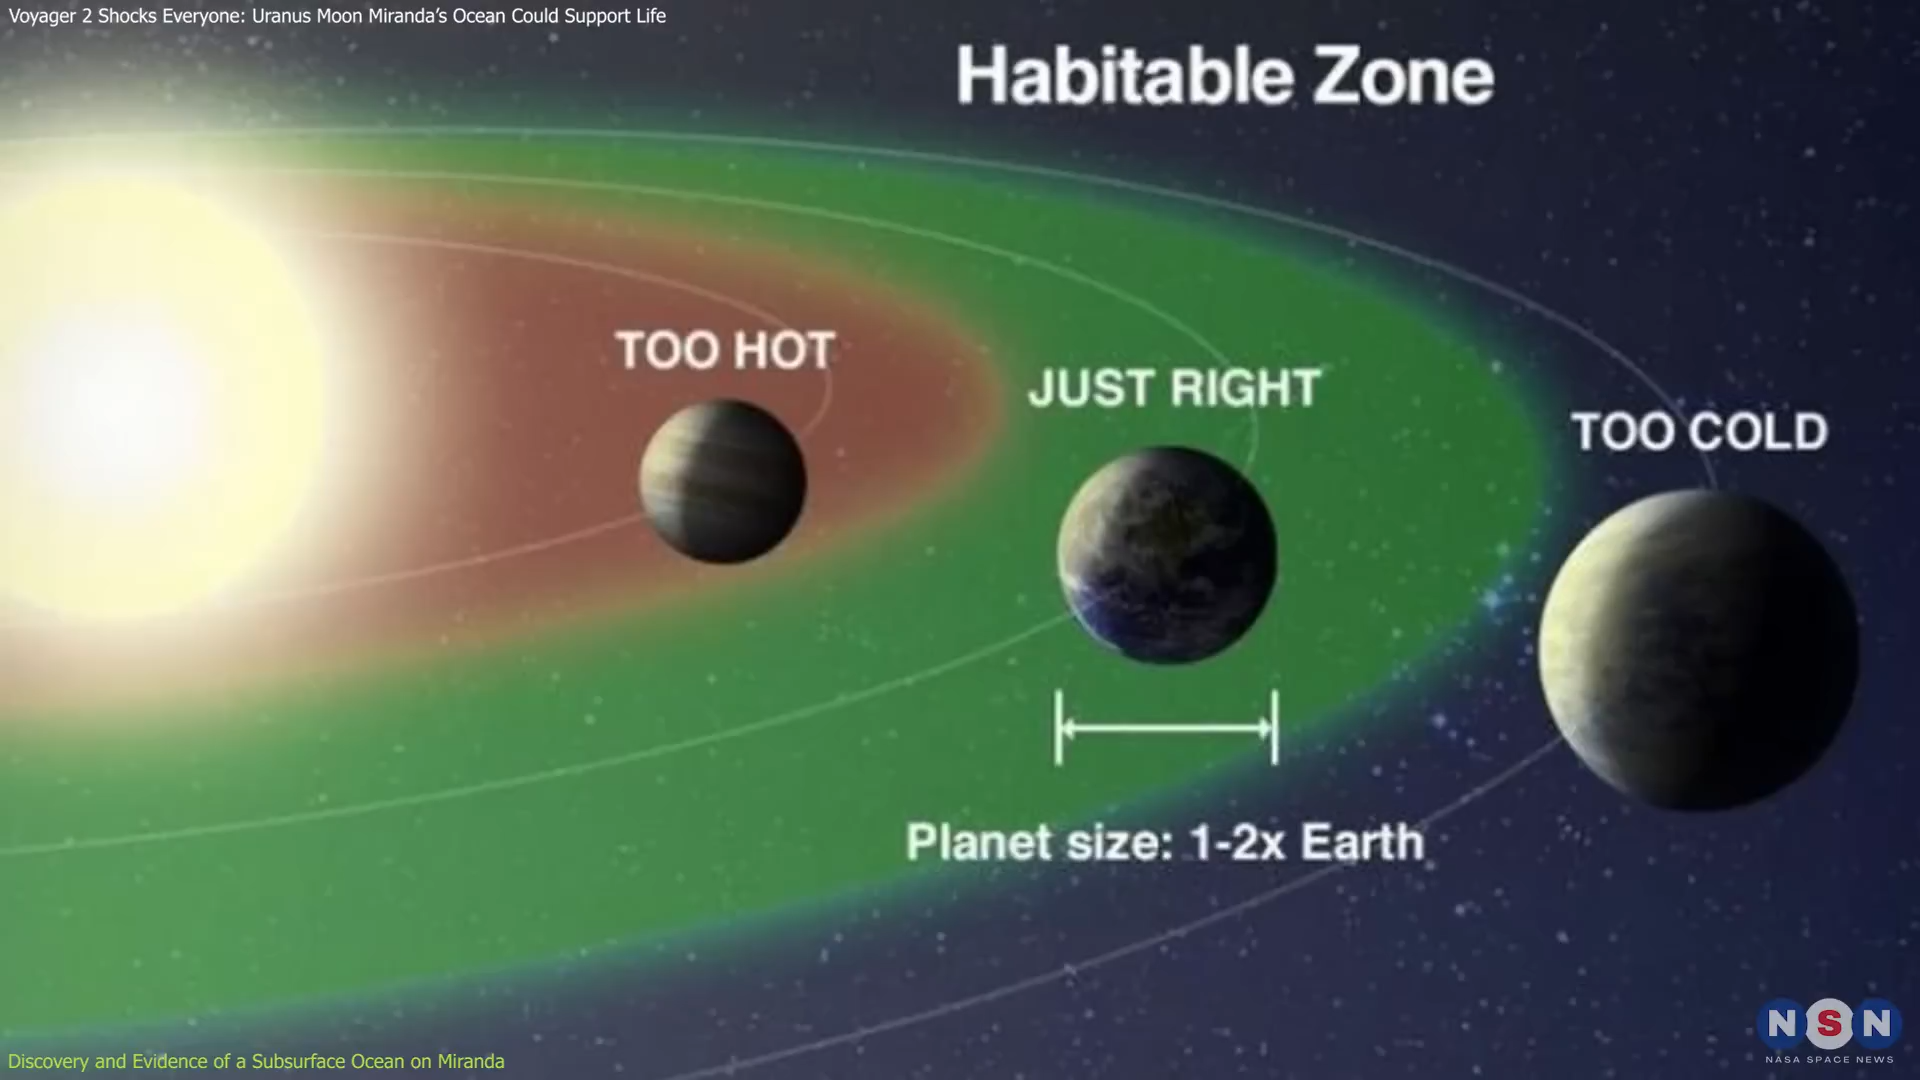 Voyager 2 Shocks Everyone: Uranus Moon Miranda’s Ocean Could Support Life
Habitable Zone
TOO HOT
JUST RIGHT
TOO COLD
Planet size: 1-2x Earth
NSN
NASA SPACE NEWS
Discovery and Evidence of a Subsurface Ocean on Miranda